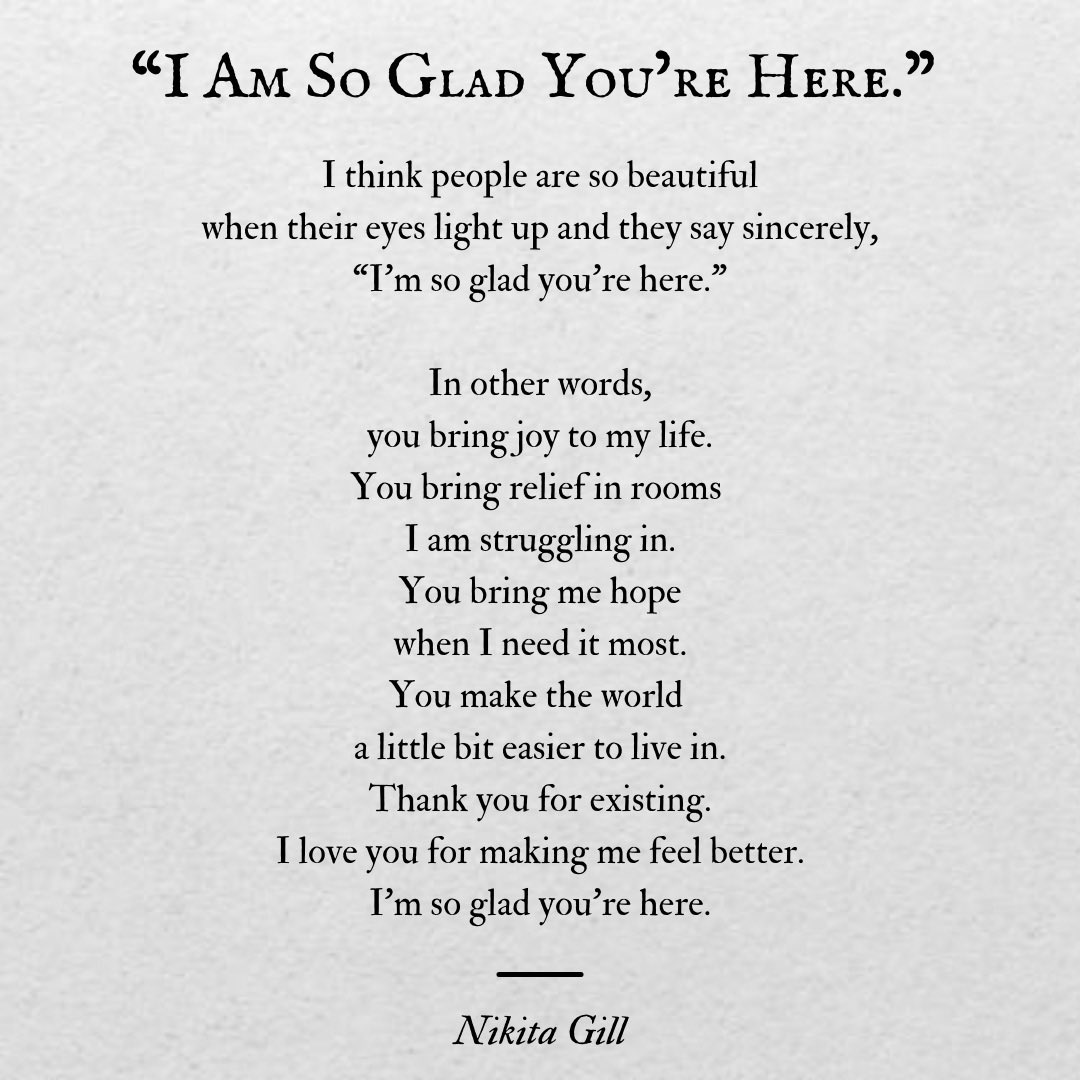 “I Am So Glad You’re Here.”
I think people are so beautiful
when their eyes light up and they say sincerely,
“I’m so glad you’re here.”
In other words,
you bring joy to my life.
You bring relief in rooms
I am struggling in.
You bring me hope
when I need it most.
You make the world
a little bit easier to live in.
Thank you for existing.
I love you for making me feel better.
I’m so glad you’re here.
Nikita Gill